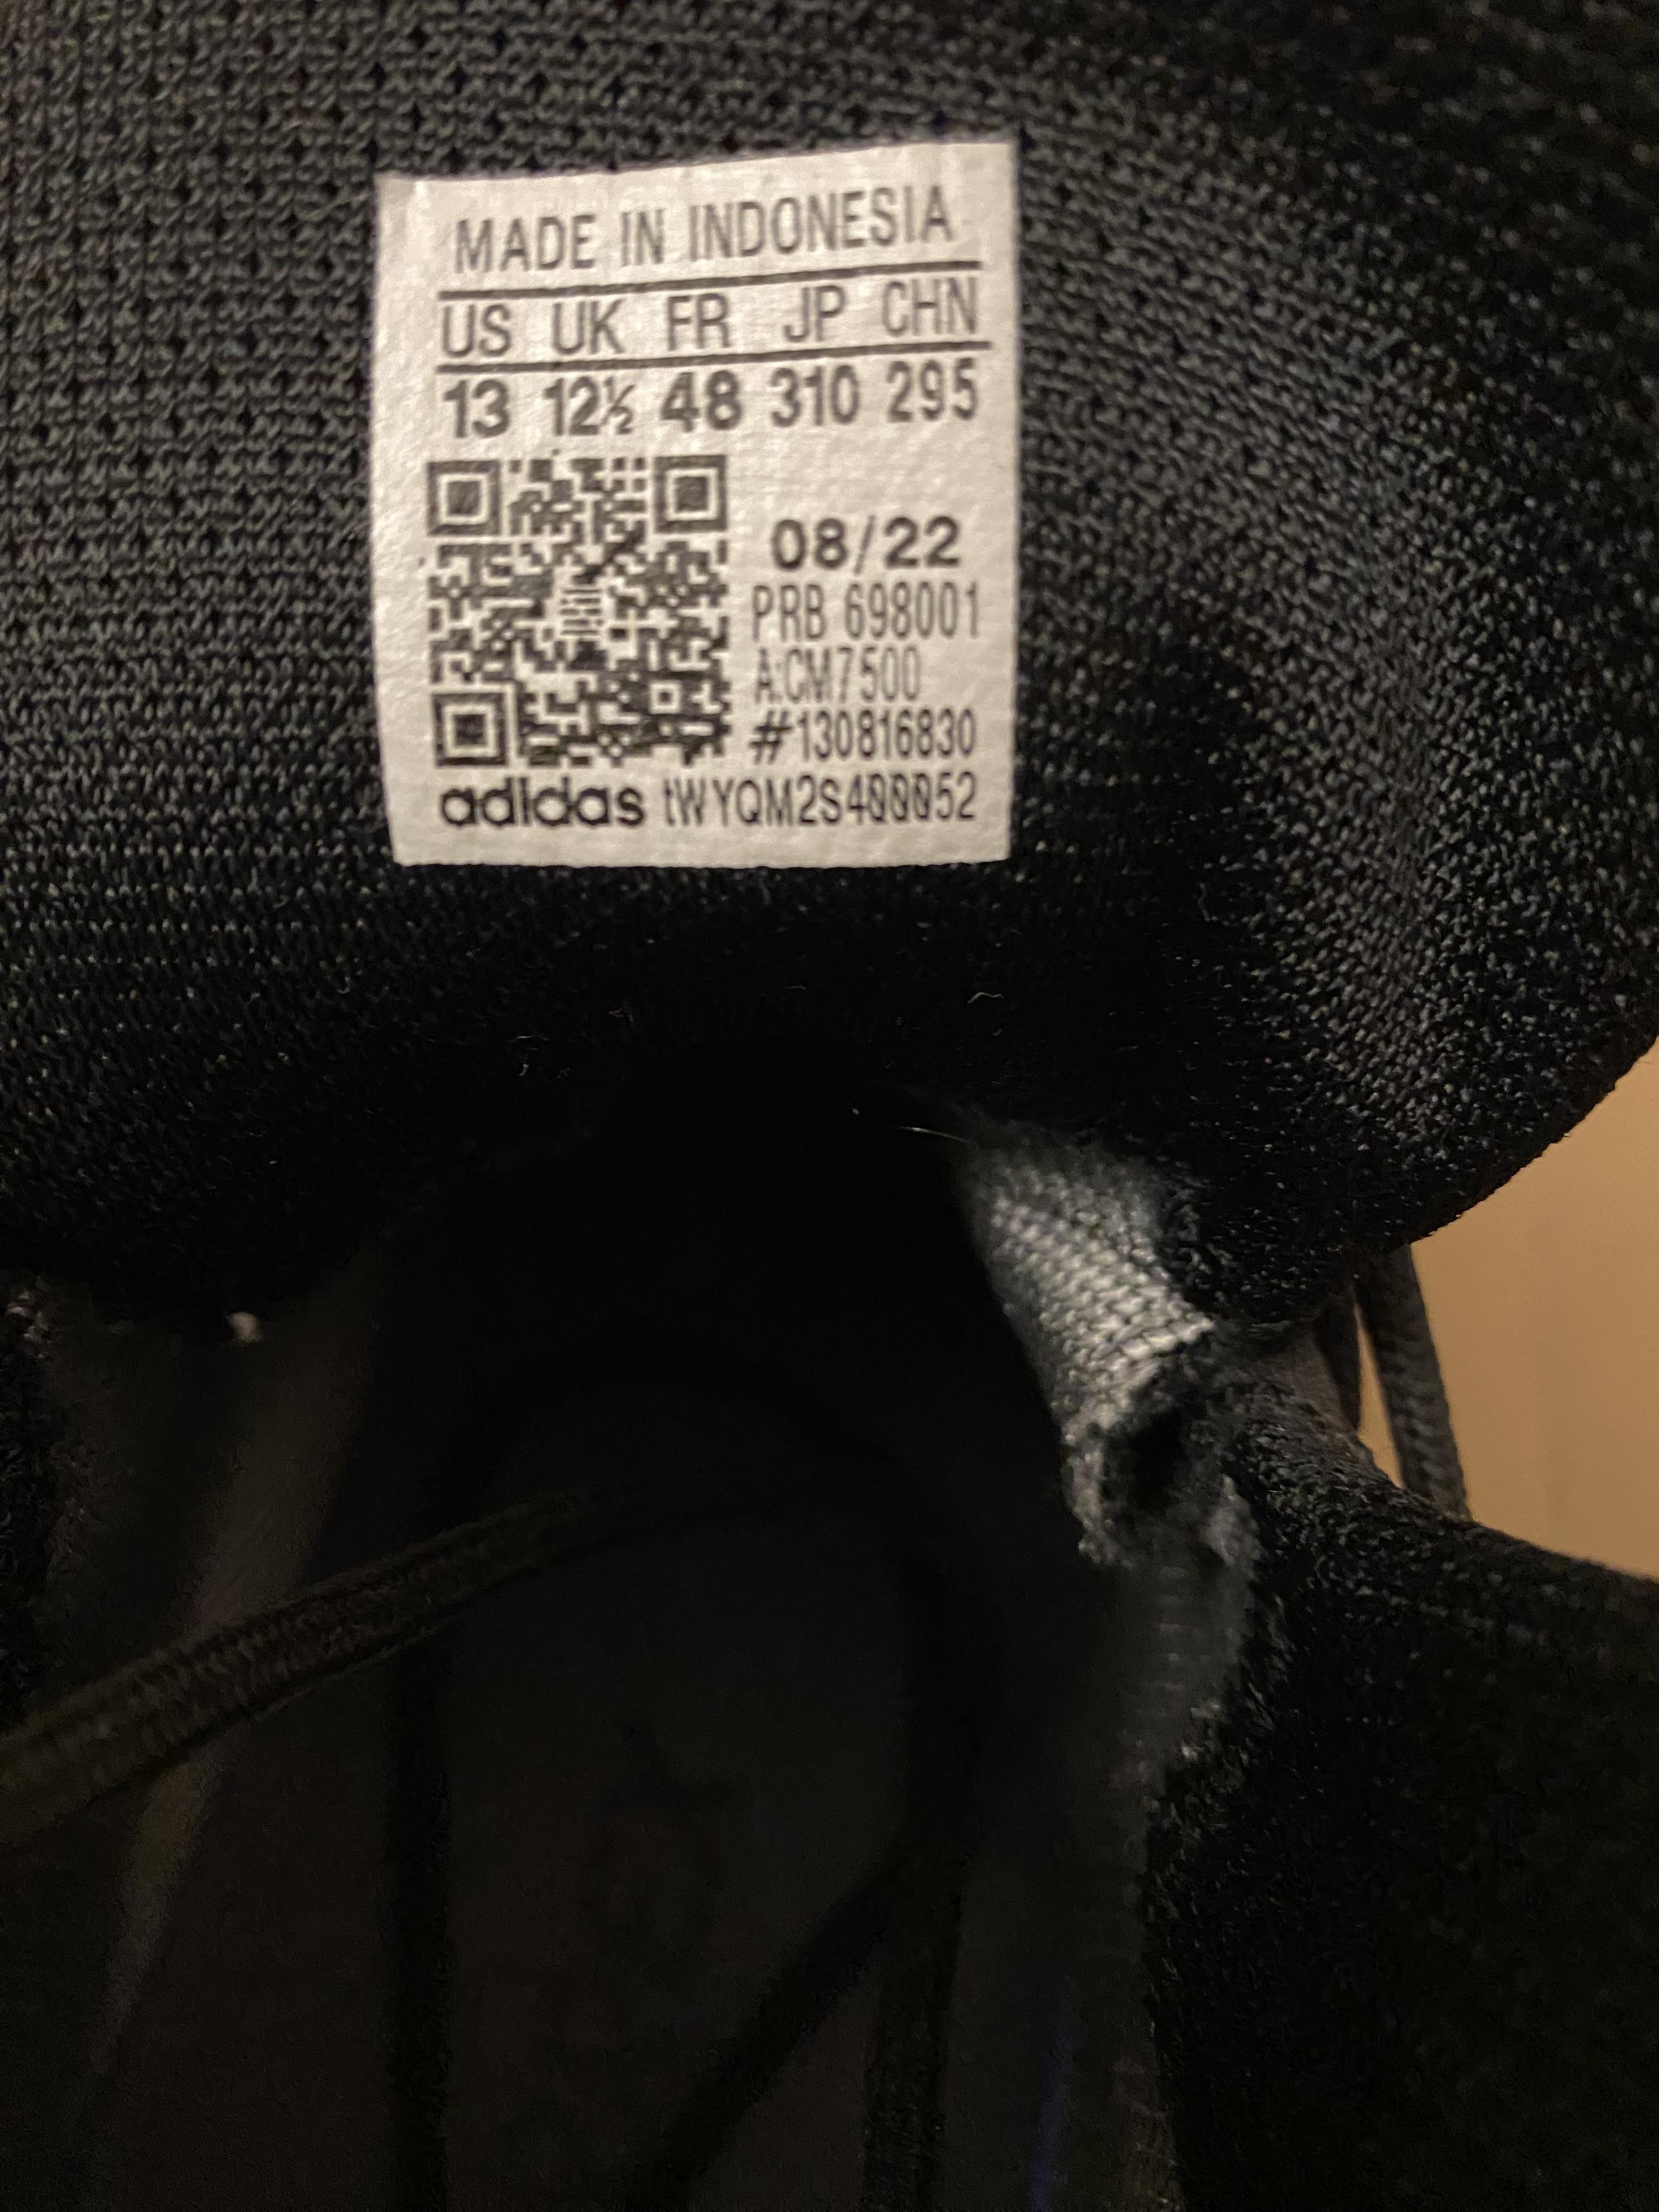 MADE IN INDONESIA
US UK FR JP CHN
13 12½ 48 310 295
08/22
PRB 698001
A:CM7500
#130816830
adidas tWYQM2S400052